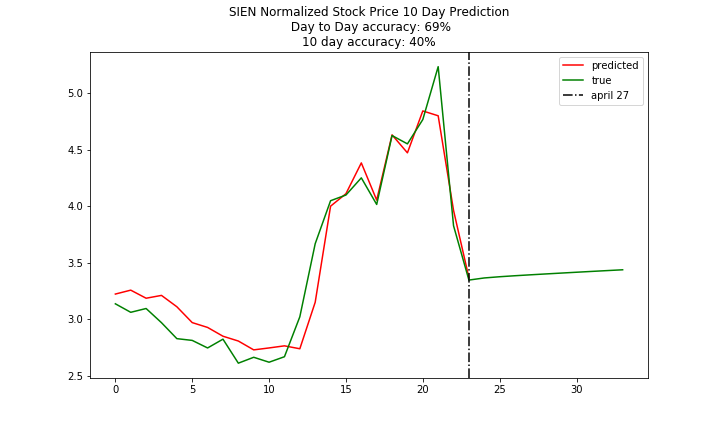 SIEN Normalized Stock Price 10 Day Prediction
Day to Day accuracy: 69%
10 day accuracy: 40%
predicted
true
april 27
5.0
4.5
4.0
3.5
3.0
2.5
0 5 10 15 20 25 30